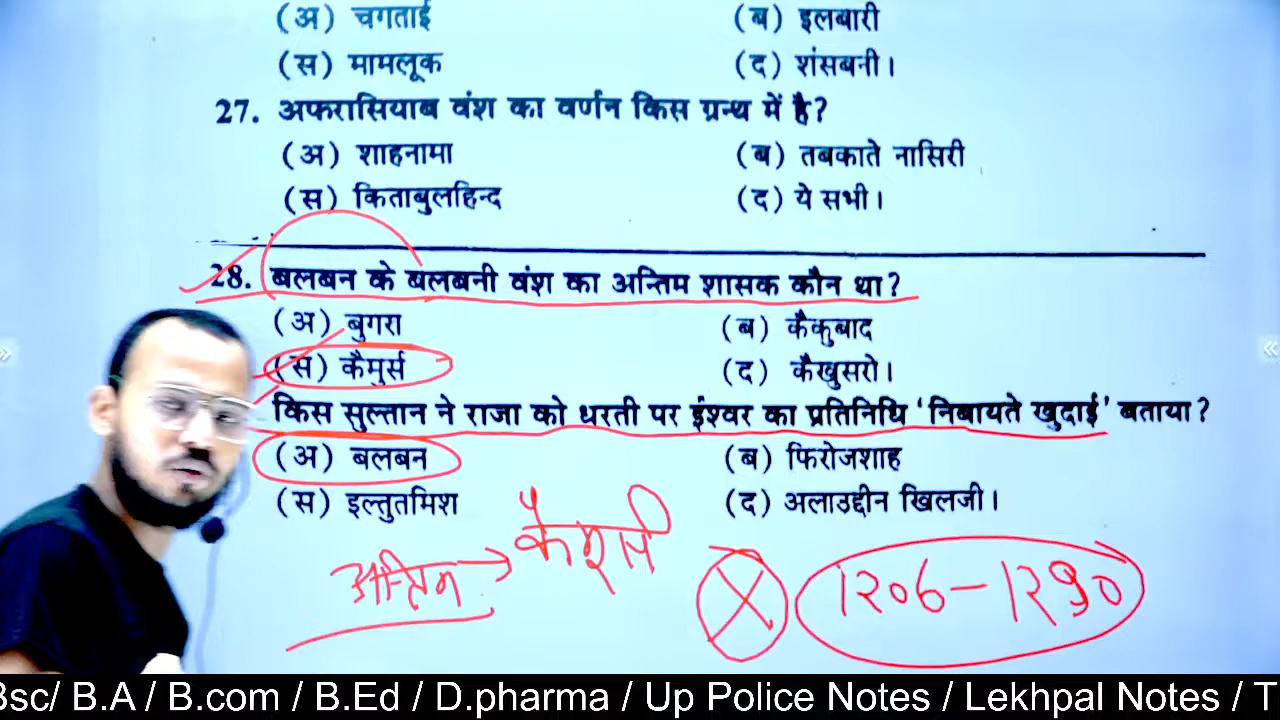 (अ) चगताई (ब) इलबारी
(स) मामलूक (द) शंसबनी।
27. अफरासियाब वंश का वर्णन किस ग्रन्थ में है?
(अ) शाहनामा (ब) तबकाते नासिरी
(स) किताबुलहिन्द (द) ये सभी।
28. बलबन के बलबनी वंश का अन्तिम शासक कौन था?
(अ) बुगरा (ब) कैकुबाद
(स) कैमुर्स (द) कैखुसरो।
किस सुल्तान ने राजा को धरती पर ईश्वर का प्रतिनिधि 'निबायते खुदाई' बताया?
(अ) बलबन (ब) फिरोजशाह
(स) इल्तुतमिश (द) अलाउद्दीन खिलजी।
अन्तिम → कैमुर्स
1206-1290
Bsc/ B.A / B.com / B.Ed / D.pharma / Up Police Notes / Lekhpal Notes / T